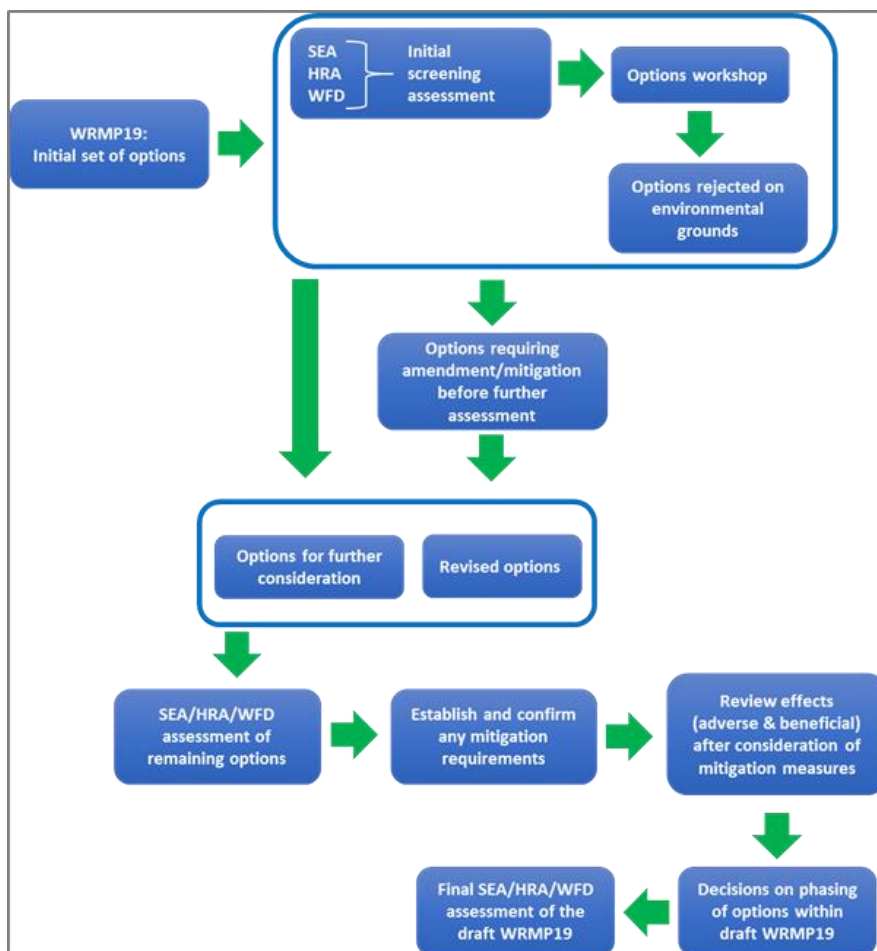 SEA
HRA
WFD
Initial
screening
assessment
Options workshop
WRMP19:
Initial set of options
Options rejected on
environmental
grounds
Options requiring
amendment/mitigation
before further
assessment
Options for further
consideration
Revised options
SEA/HRA/WFD
assessment of
remaining options
Establish and confirm
any mitigation
requirements
Review effects
(adverse & beneficial)
after consideration of
mitigation measures
Final SEA/HRA/WFD
assessment of the
draft WRMP19
Decisions on phasing
of options within
draft WRMP19